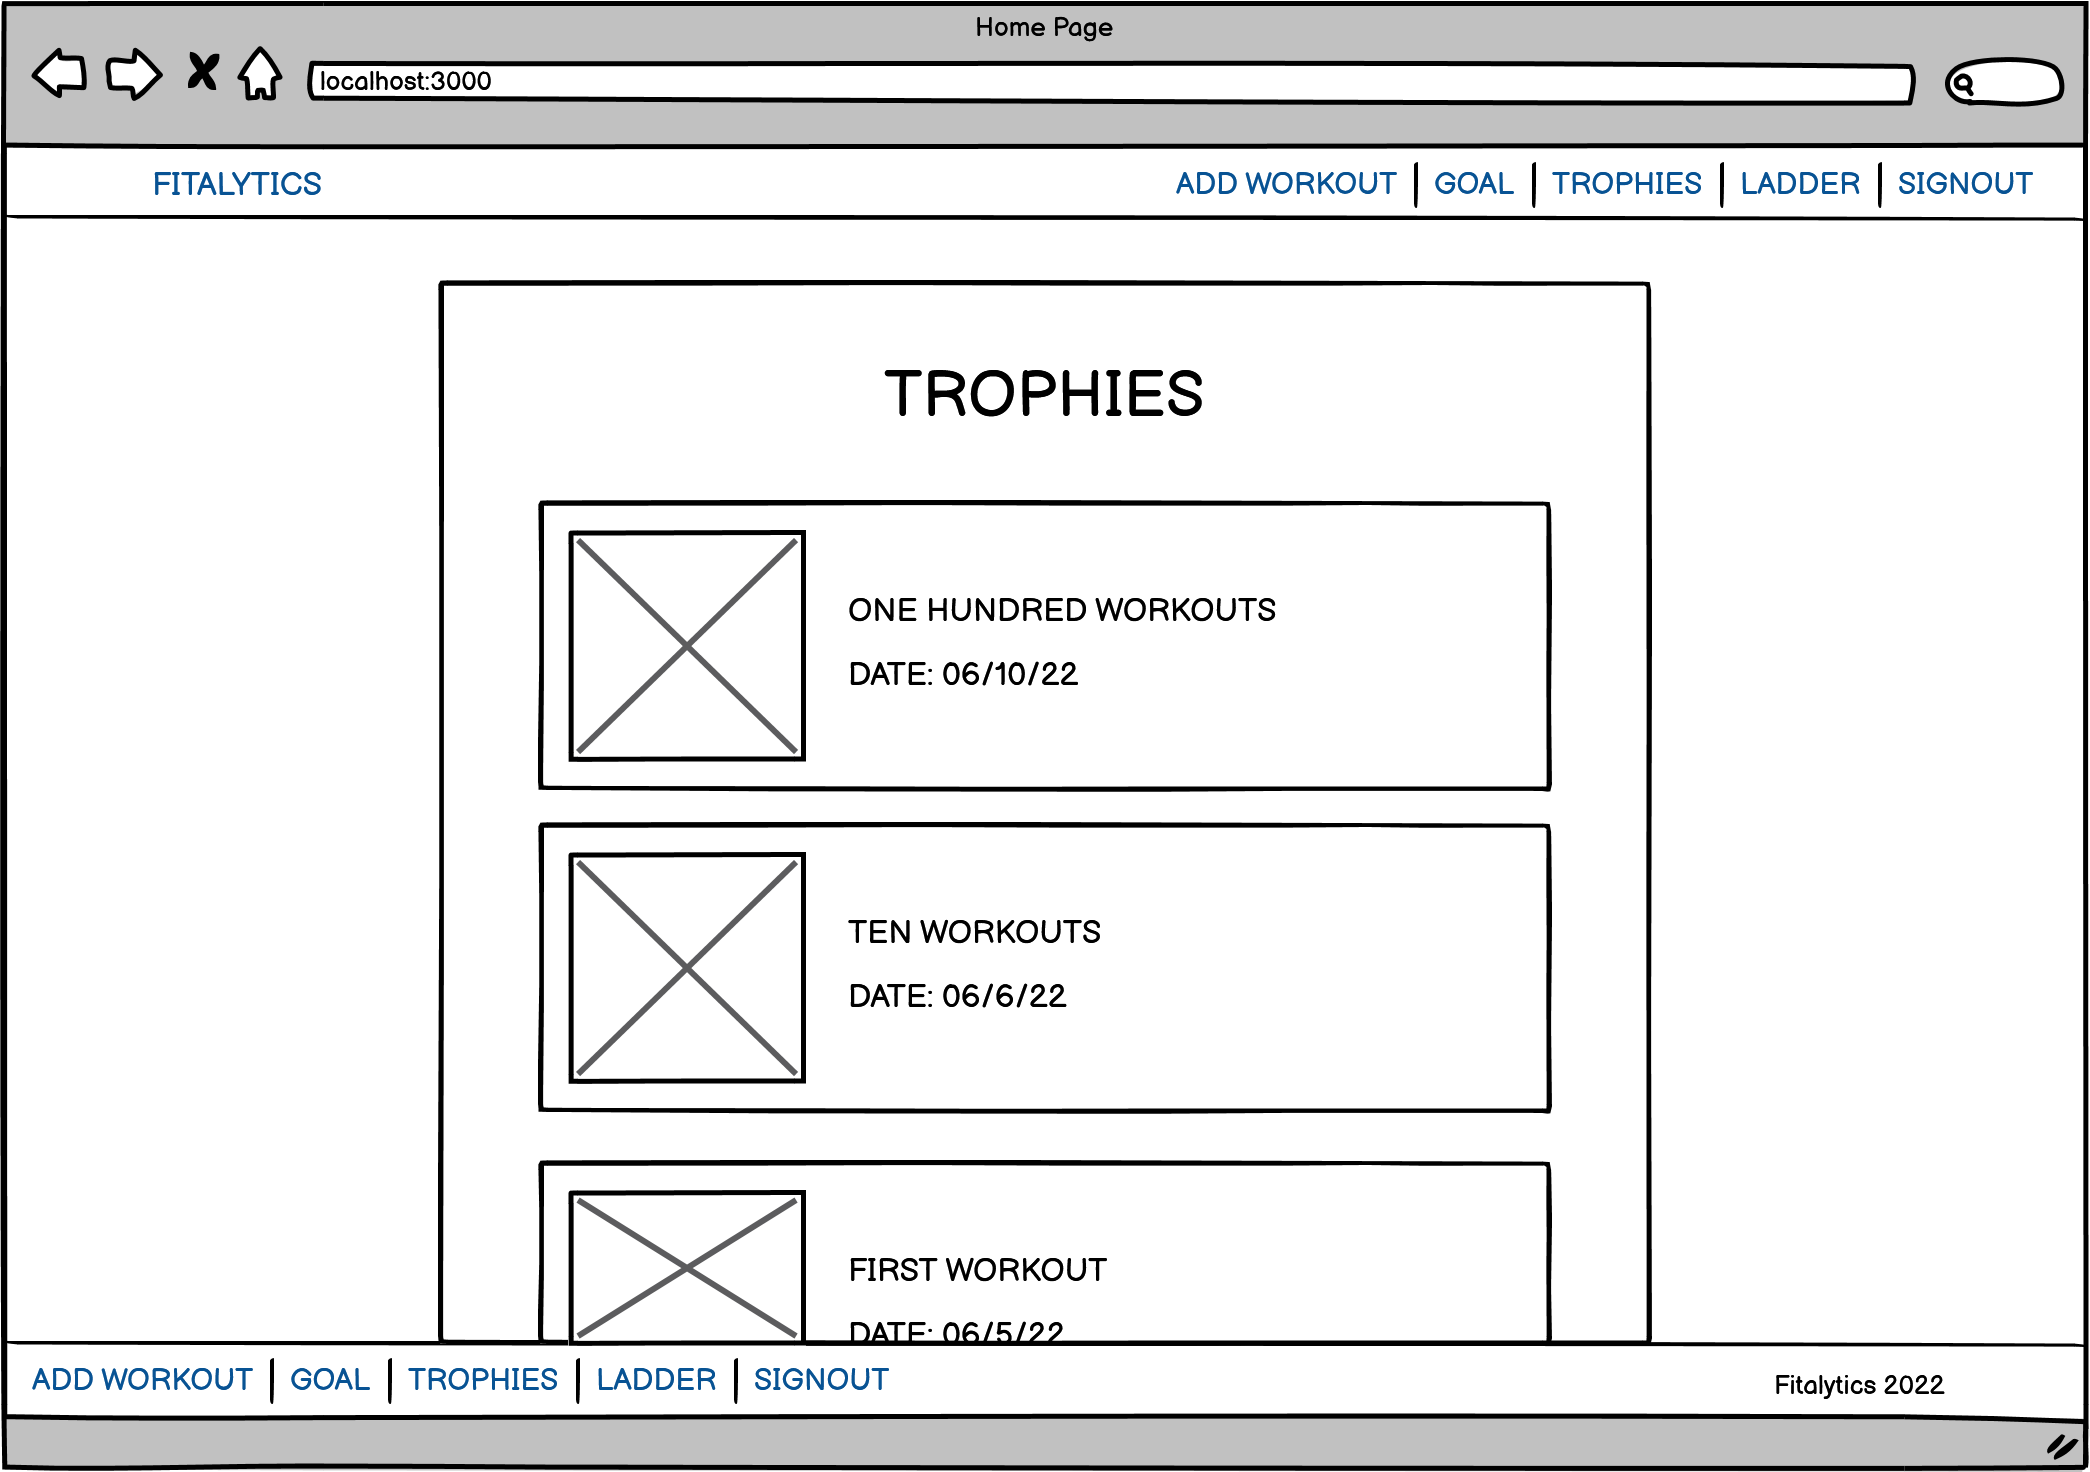 Home Page
localhost:3000
FITALYTICS
ADD WORKOUT | GOAL | TROPHIES | LADDER | SIGNOUT
TROPHIES
ONE HUNDRED WORKOUTS
DATE: 06/10/22
TEN WORKOUTS
DATE: 06/6/22
FIRST WORKOUT
DATE: 06/5/22
ADD WORKOUT | GOAL | TROPHIES | LADDER | SIGNOUT
Fitalytics 2022